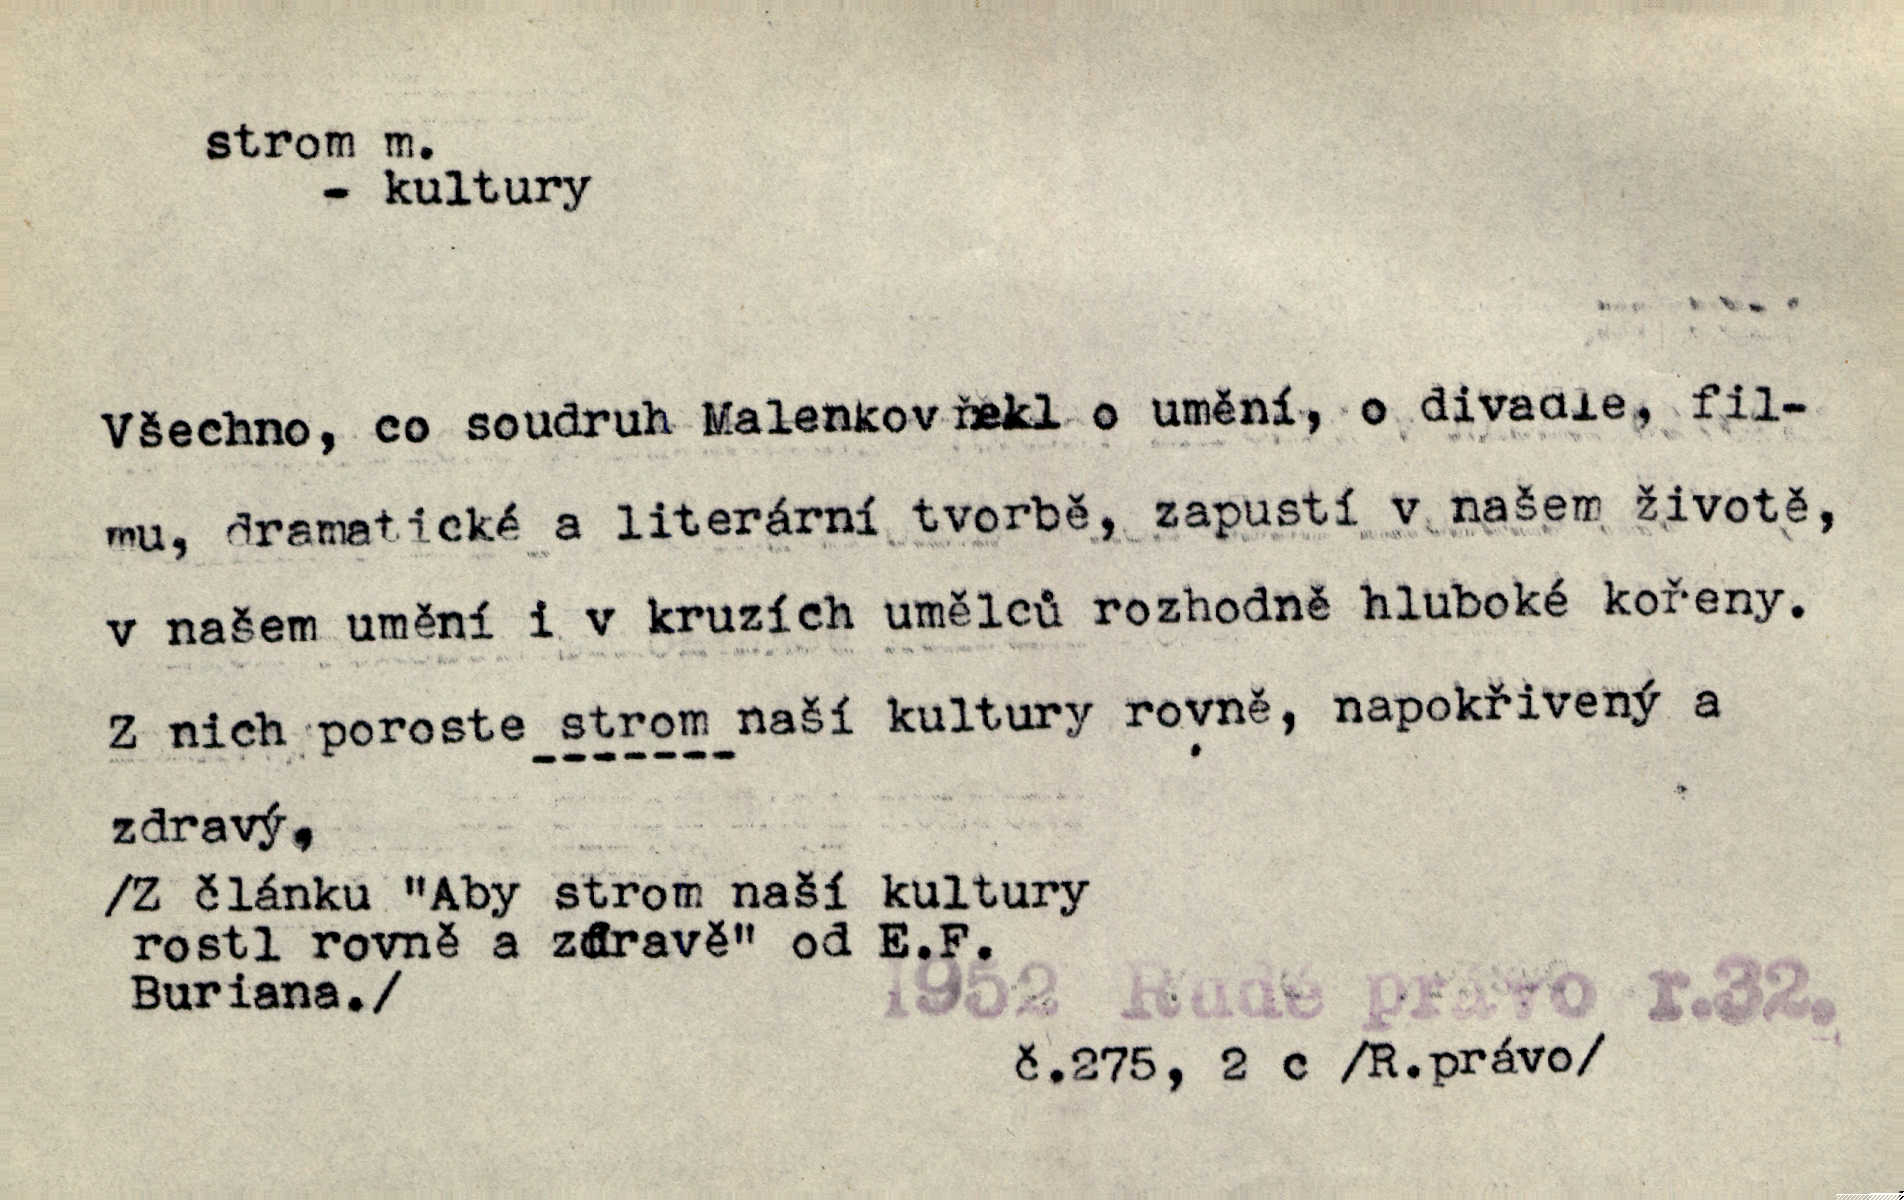 strom m.
- kultury
Všechno, co soudruh Malenkov řekl o umění, o divadle, fil-
mu, dramatické a literární tvorbě, zapustí v našem životě,
v našem umění i v kruzích umělců rozhodně hluboké kořeny.
Z nich poroste strom naší kultury rovně, napokřivený a
zdravý,
/Z článku "Aby strom naší kultury
rostl rovně a zdravě" od E.F.
Buriana./
1952 Rudé právo r.32.
č.275, 2 c /R.právo/